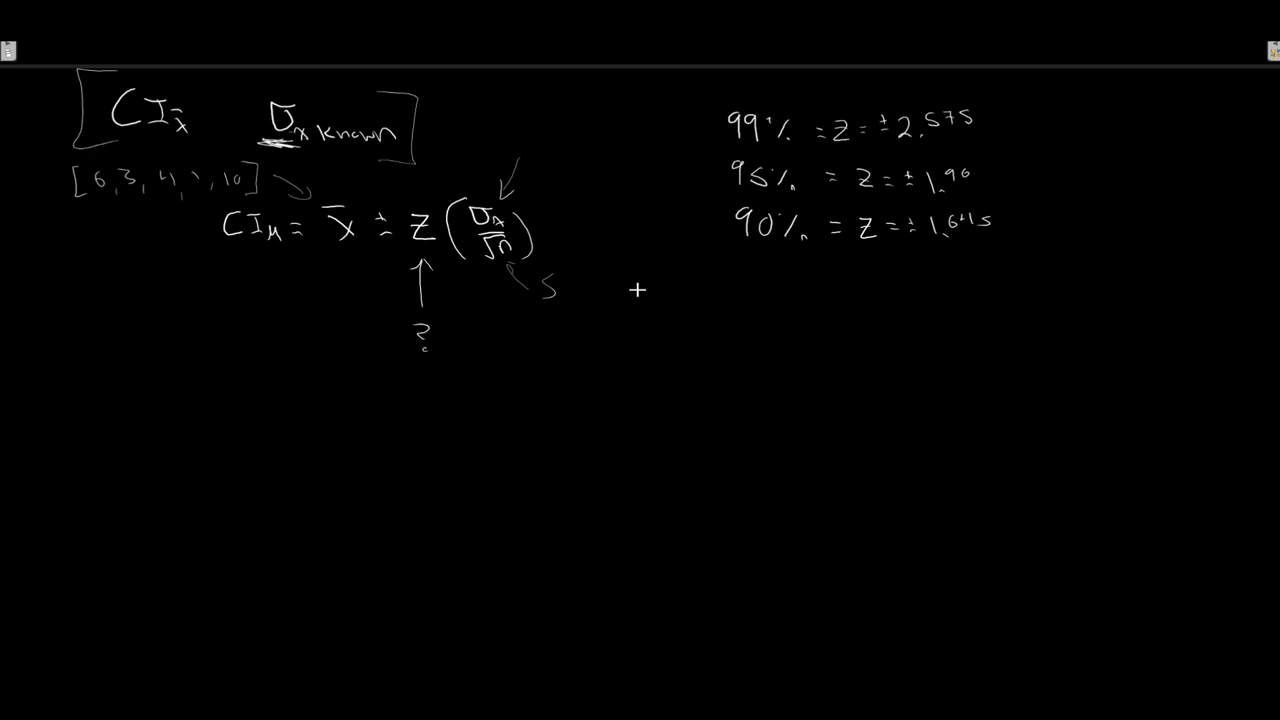 CI x̄ σx known
[6, 3, 4, 1, 10]
CIμ = x̄ ± z (σx/√n)
5
?
99% = z = ±2.575
95% = z = ±1.96
90% = z = ±1.645